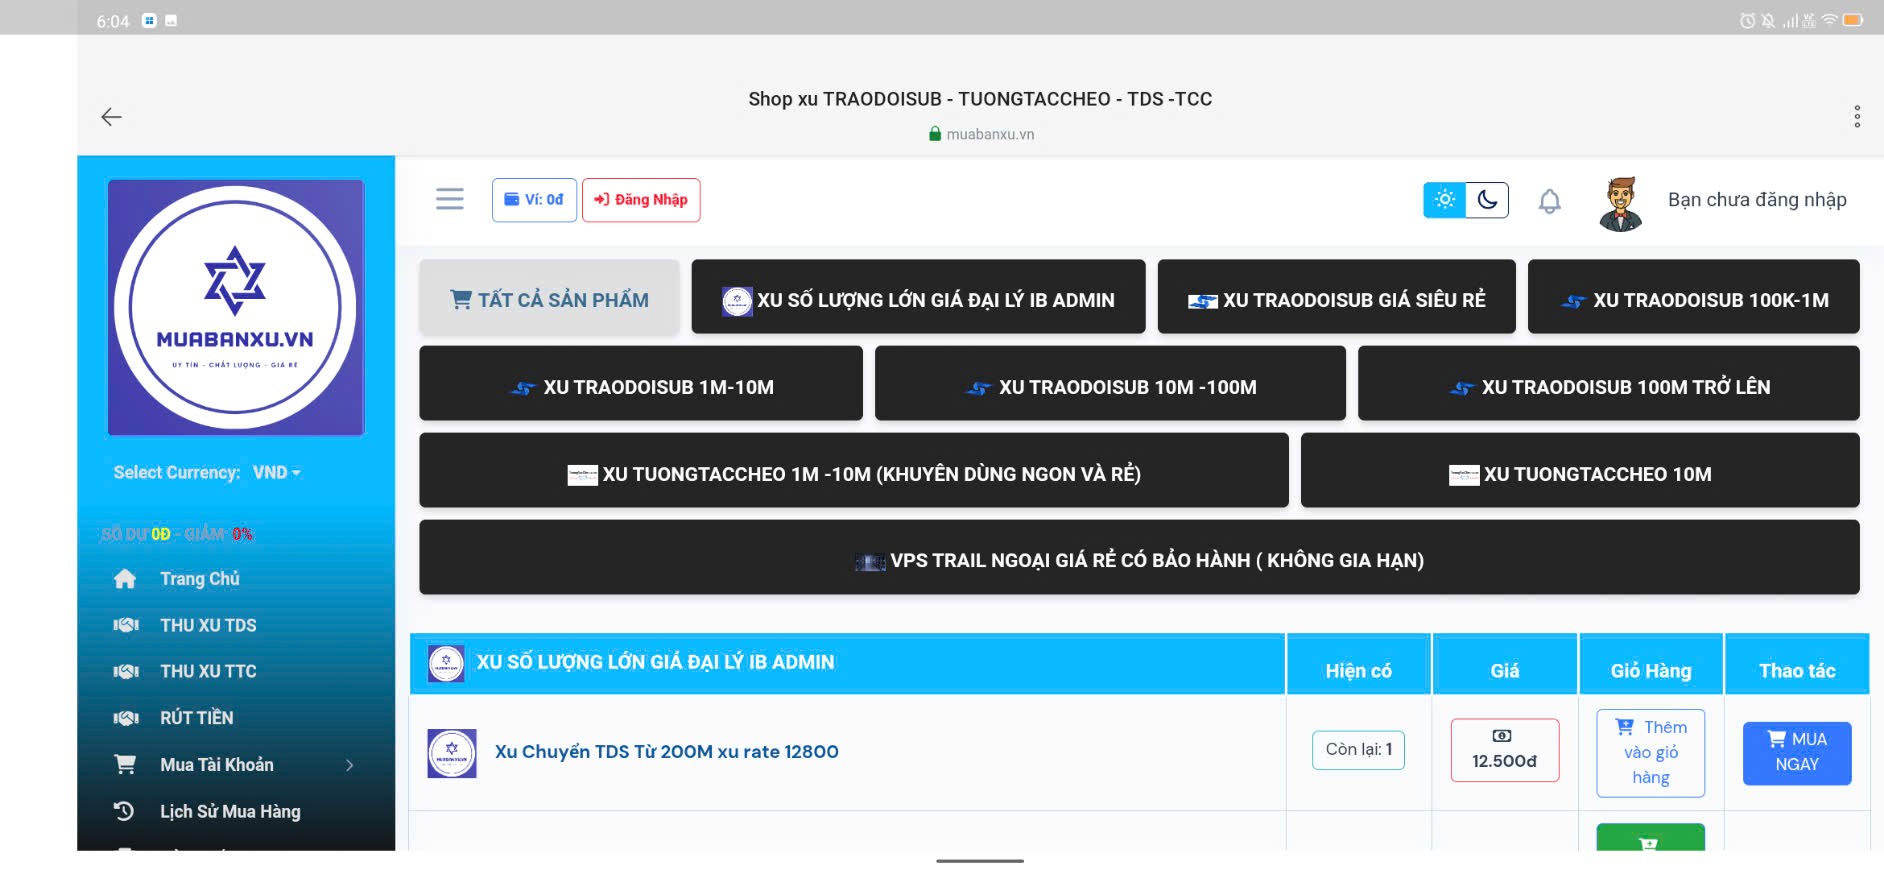 6:04
Shop xu TRAODOISUB - TUONGTACCHEO - TDS -TCC
muabanxu.vn
MUABANXU.VN
UY TÍN - CHẤT LƯỢNG - GIÁ RẺ
Select Currency: VND
SỐ DƯ 0Đ - GIẢM: 0%
Trang Chủ
THU XU TDS
THU XU TTC
RÚT TIỀN
Mua Tài Khoản
Lịch Sử Mua Hàng
Ví: 0đ
Đăng Nhập
Bạn chưa đăng nhập
TẤT CẢ SẢN PHẨM
XU SỐ LƯỢNG LỚN GIÁ ĐẠI LÝ IB ADMIN
XU TRAODOISUB GIÁ SIÊU RẺ
XU TRAODOISUB 100K-1M
XU TRAODOISUB 1M-10M
XU TRAODOISUB 10M -100M
XU TRAODOISUB 100M TRỞ LÊN
XU TUONGTACCHEO 1M -10M (KHUYÊN DÙNG NGON VÀ RẺ)
XU TUONGTACCHEO 10M
VPS TRAIL NGOẠI GIÁ RẺ CÓ BẢO HÀNH ( KHÔNG GIA HẠN)
XU SỐ LƯỢNG LỚN GIÁ ĐẠI LÝ IB ADMIN
Hiện có
Giá
Giỏ Hàng
Thao tác
Xu Chuyển TDS Từ 200M xu rate 12800
Còn lại: 1
12.500đ
Thêm
vào giỏ
hàng
MUA
NGAY